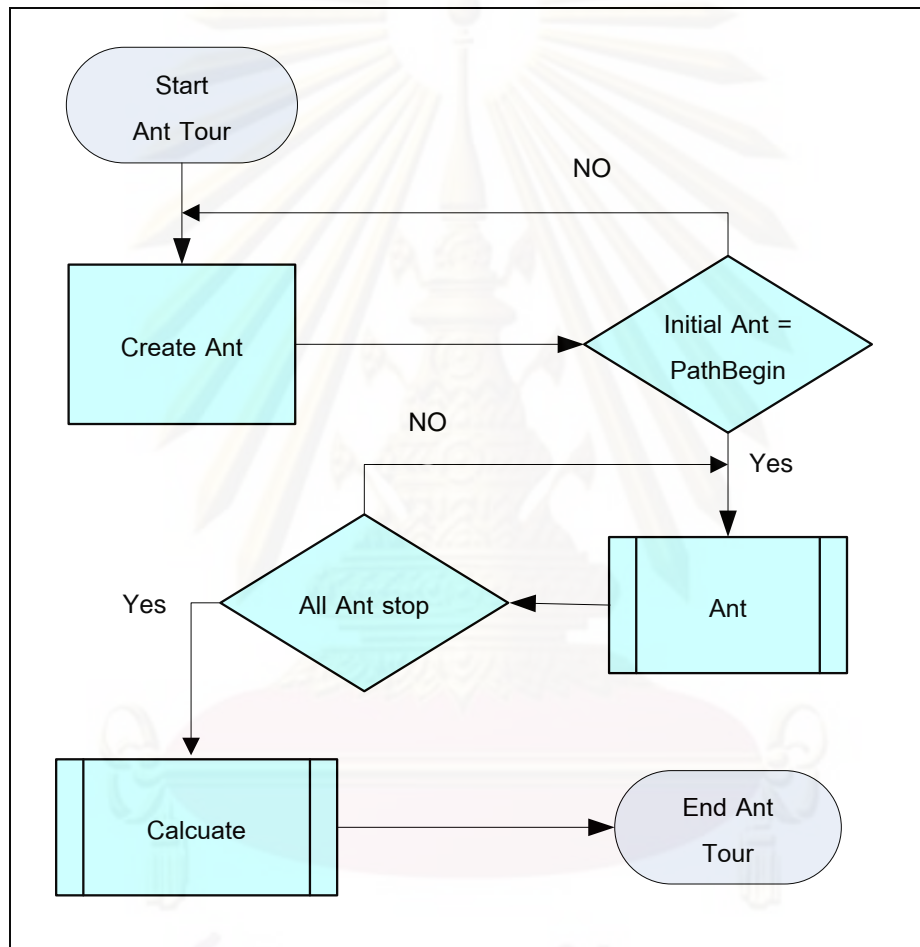 Start
Ant Tour
NO
Create Ant
Initial Ant =
PathBegin
NO
Yes
Yes
All Ant stop
Ant
Calcuate
End Ant
Tour